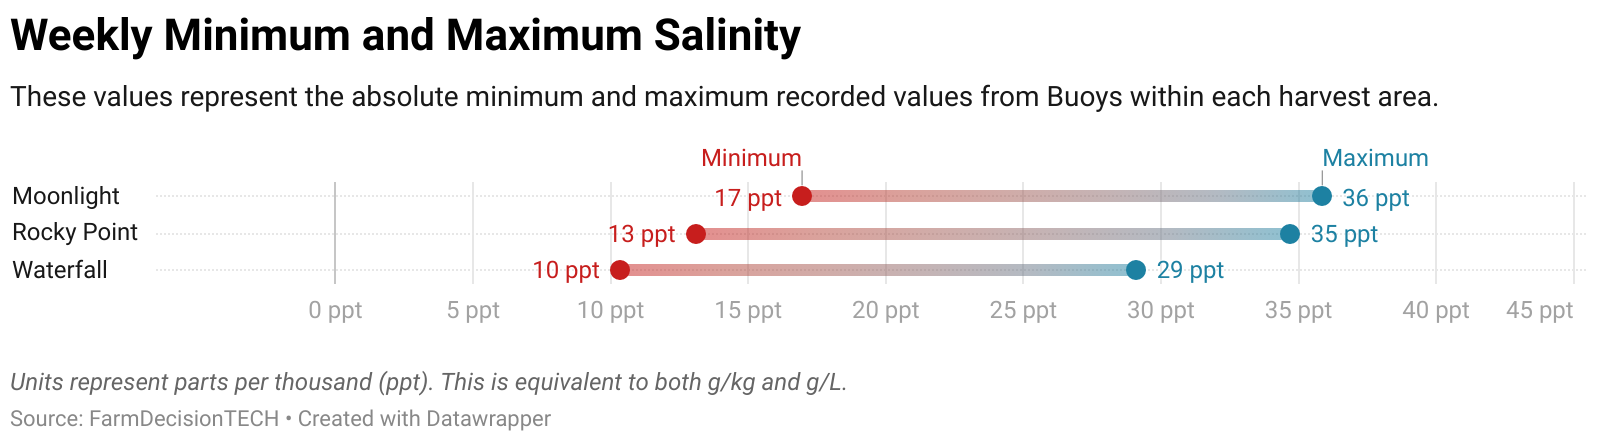 Weekly Minimum and Maximum Salinity
These values represent the absolute minimum and maximum recorded values from Buoys within each harvest area.
Minimum Maximum
Moonlight 17 ppt 36 ppt
Rocky Point 13 ppt 35 ppt
Waterfall 10 ppt 29 ppt
0 ppt 5 ppt 10 ppt 15 ppt 20 ppt 25 ppt 30 ppt 35 ppt 40 ppt 45 ppt
Units represent parts per thousand (ppt). This is equivalent to both g/kg and g/L.
Source: FarmDecisionTECH • Created with Datawrapper